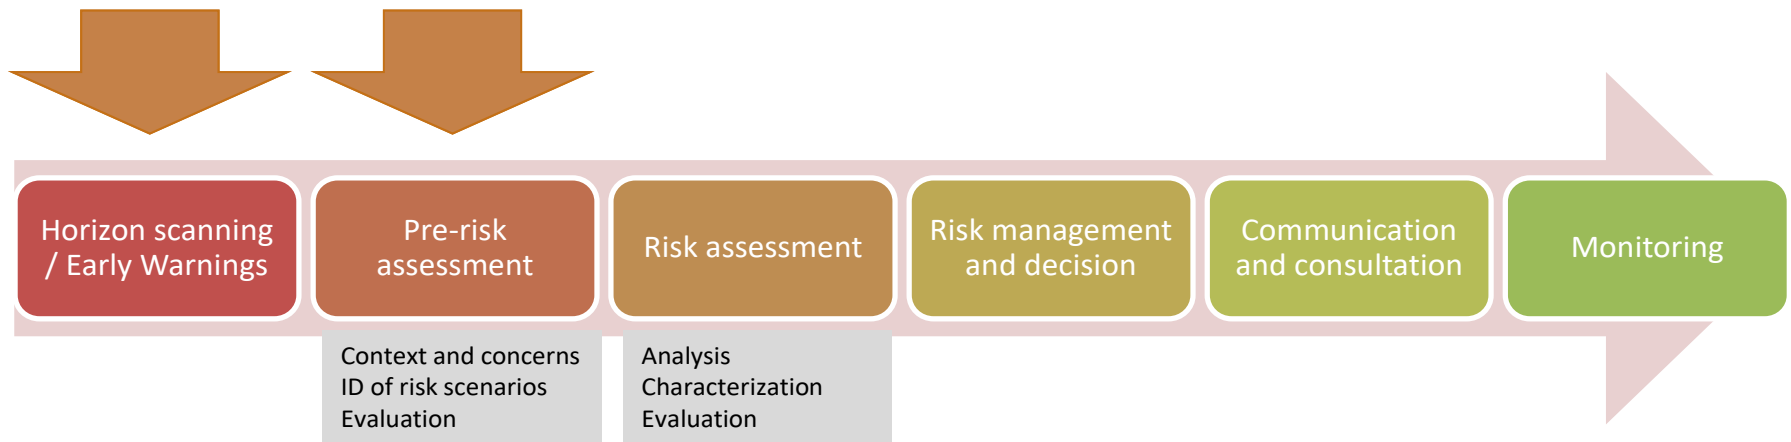 Horizon scanning
/ Early Warnings
Pre-risk
assessment
Risk assessment
Risk management
and decision
Communication
and consultation
Monitoring
Context and concerns
ID of risk scenarios
Evaluation
Analysis
Characterization
Evaluation